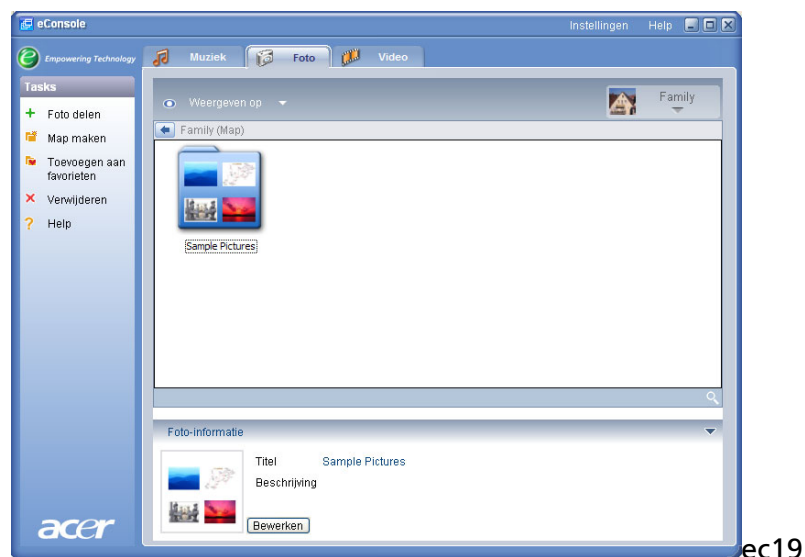 eConsole
Instellingen Help
Empowering Technology
Muziek Foto Video
Tasks
Foto delen
Map maken
Toevoegen aan
favorieten
Verwijderen
? Help
Weergeven op
Family
Family (Map)
Sample Pictures
Foto-informatie
Titel Sample Pictures
Beschrijving
Bewerken
acer
ec19